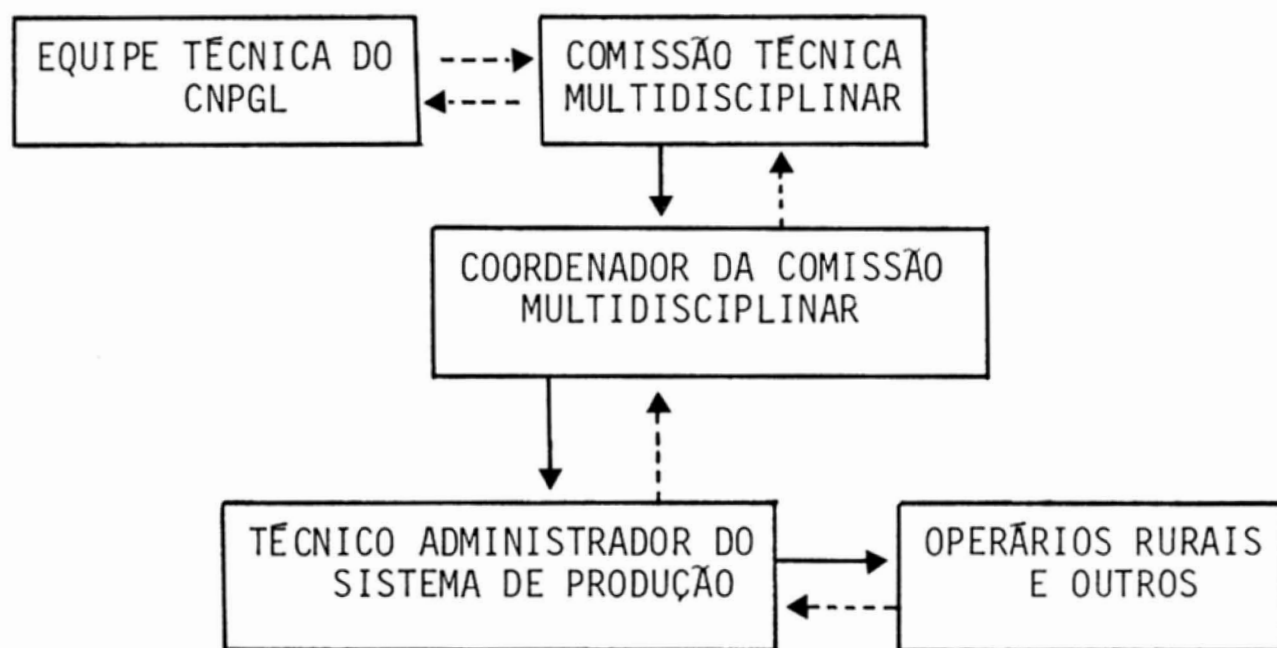 EQUIPE TÉCNICA DO
CNPGL
COMISSÃO TÉCNICA
MULTIDISCIPLINAR
COORDENADOR DA COMISSÃO
MULTIDISCIPLINAR
TÉCNICO ADMINISTRADOR DO
SISTEMA DE PRODUÇÃO
OPERÁRIOS RURAIS
E OUTROS